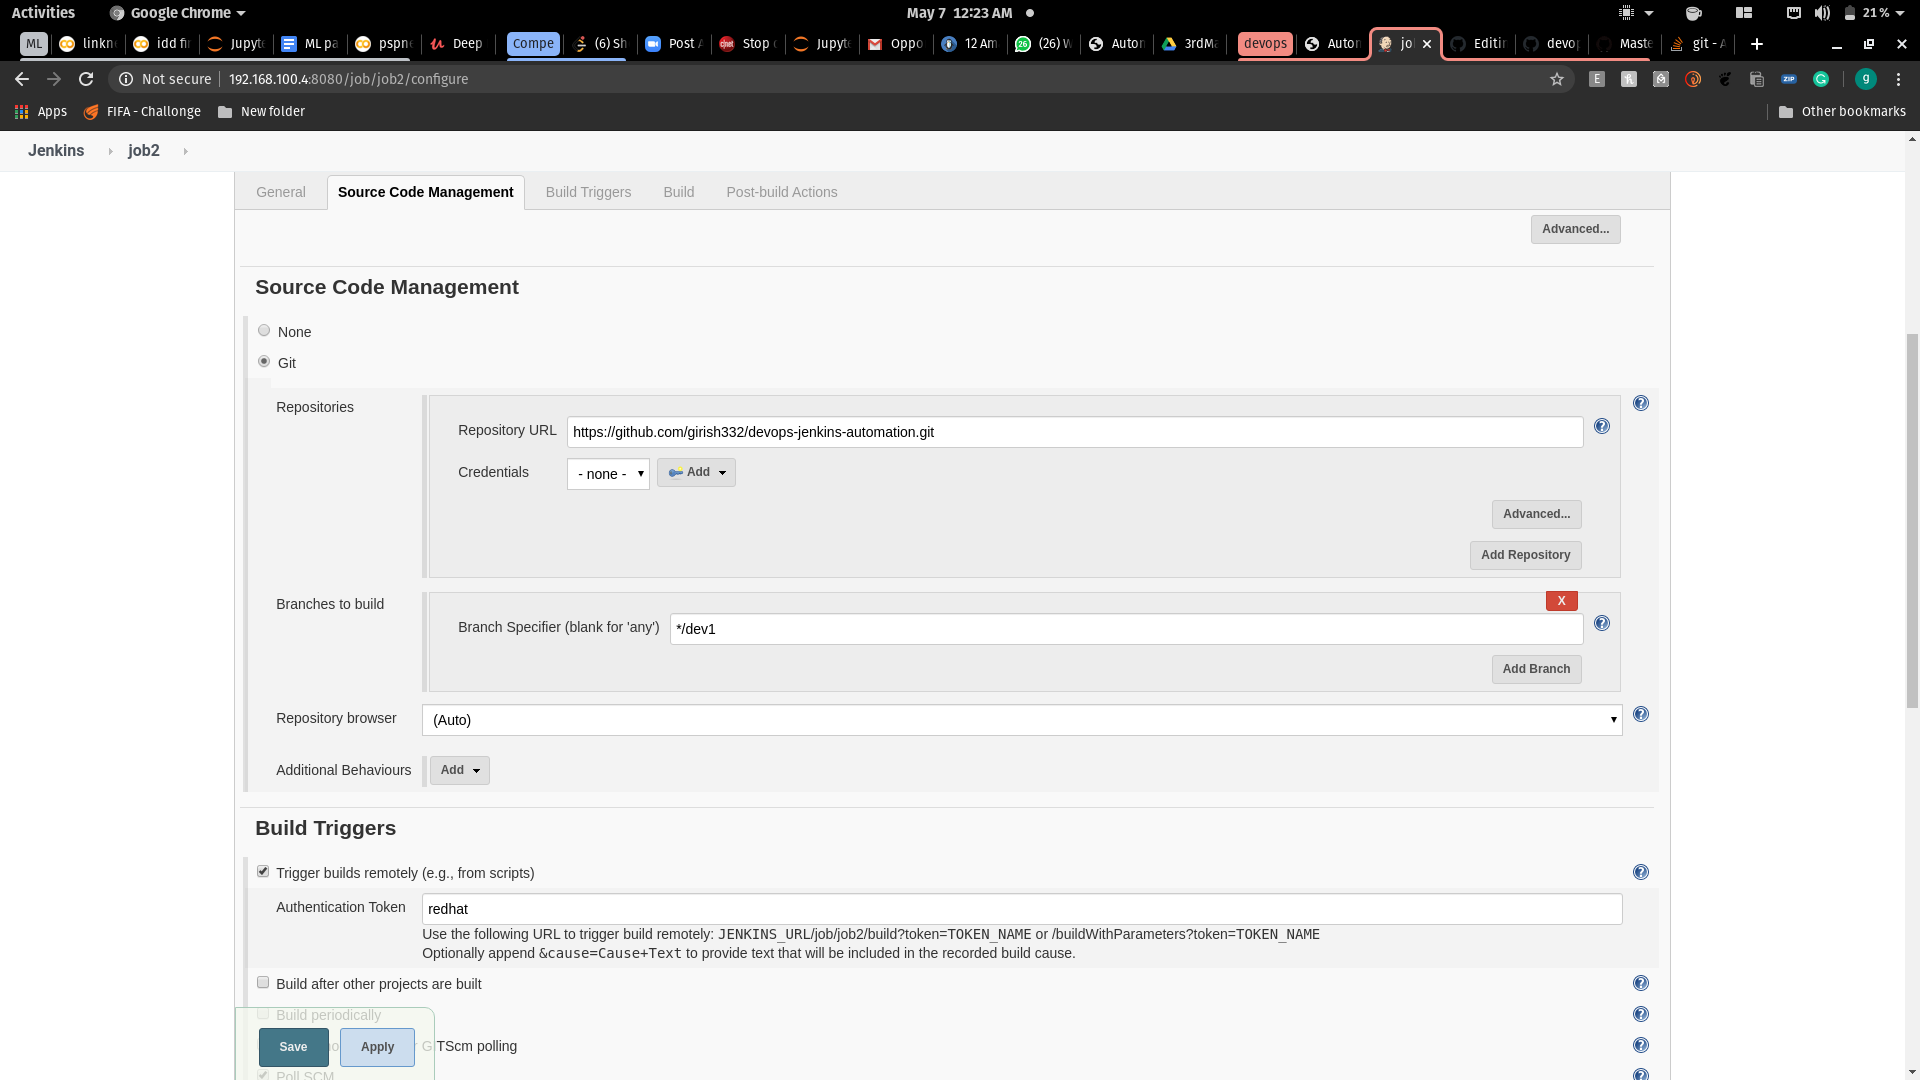 Activities
Google Chrome
May 7 12:23 AM
21 %
ML
linkn
idd fi
Jupyte
ML pa
pspne
Deep
Compe
(6) Sh
Post A
Stop c
Jupyte
Oppo
12 Am
(26) W
Auton
3rdMa
devops
Auton
jo
Editin
devop
Maste
git - A
Not secure
192.168.100.4:8080/job/job2/configure
Apps
FIFA - Challonge
New folder
Other bookmarks
Jenkins
job2
General
Source Code Management
Build Triggers
Build
Post-build Actions
Advanced...
Source Code Management
None
Git
Repositories
Repository URL
https://github.com/girish332/devops-jenkins-automation.git
Credentials
- none -
Add
Advanced...
Add Repository
Branches to build
X
Branch Specifier (blank for 'any')
*/dev1
Add Branch
Repository browser
(Auto)
Additional Behaviours
Add
Build Triggers
Trigger builds remotely (e.g., from scripts)
Authentication Token
redhat
Use the following URL to trigger build remotely: JENKINS_URL/job/job2/build?token=TOKEN_NAME or /buildWithParameters?token=TOKEN_NAME
Optionally append &cause=Cause+Text to provide text that will be included in the recorded build cause.
Build after other projects are built
Build periodically
GITScm polling
Save
Apply
Poll SCM